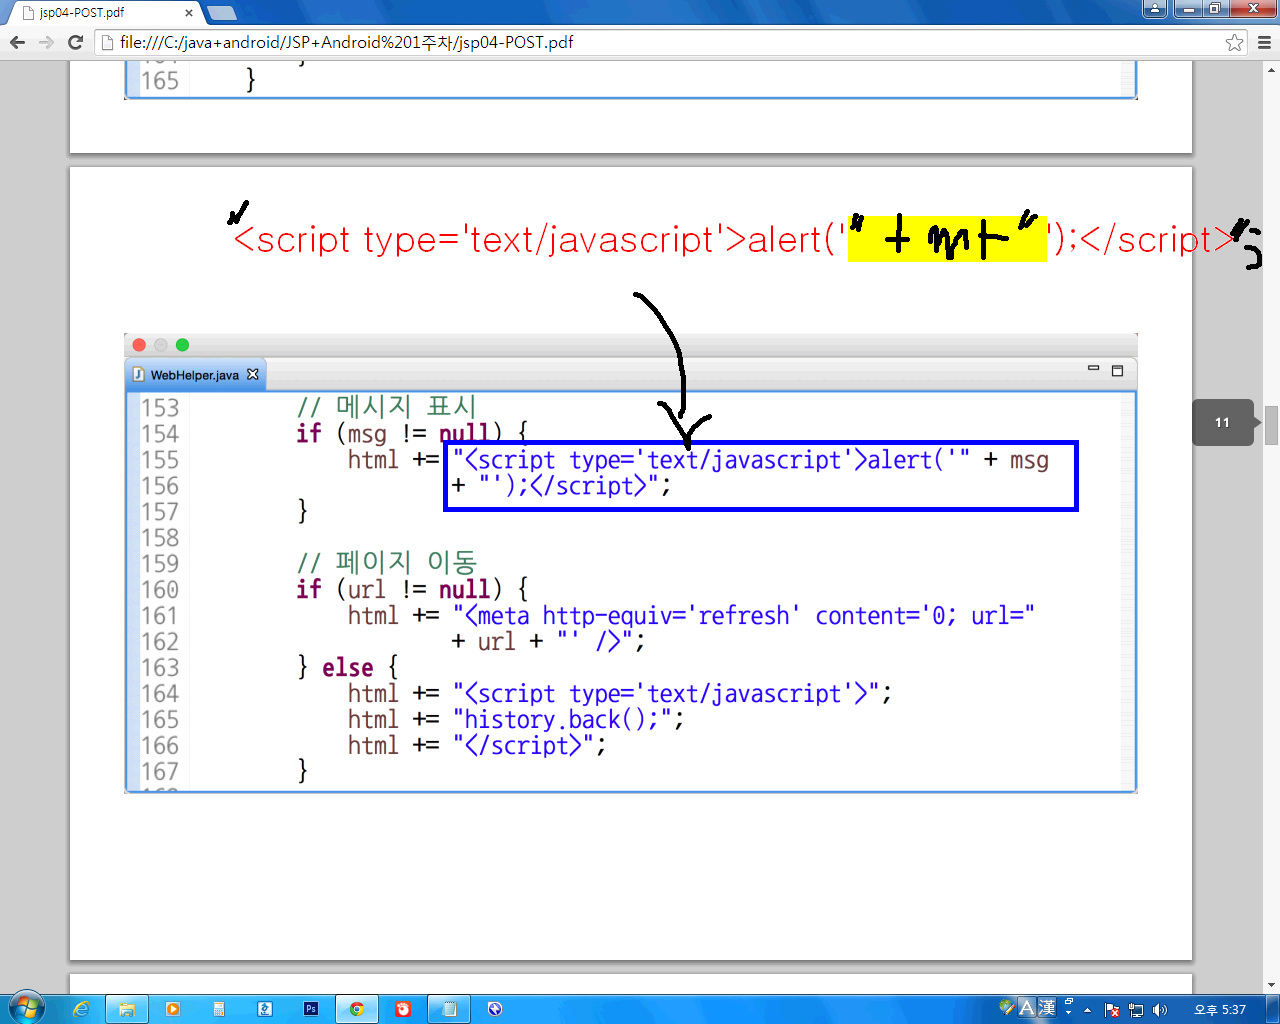 jsp04-POST.pdf
file:///C:/java+android/JSP+Android%201주차/jsp04-POST.pdf
165 }
"<script type='text/javascript'>alert('" + m + "');</script>";
WebHelper.java
153 // 메시지 표시
154 if (msg != null) {
155 html += "<script type='text/javascript'>alert('" + msg
156 + "');</script>";
157 }
158
159 // 페이지 이동
160 if (url != null) {
161 html += "<meta http-equiv='refresh' content='0; url="
162 + url + "' />";
163 } else {
164 html += "<script type='text/javascript'>";
165 html += "history.back();";
166 html += "</script>";
167 }
11
Ps
A 漢
오후 5:37